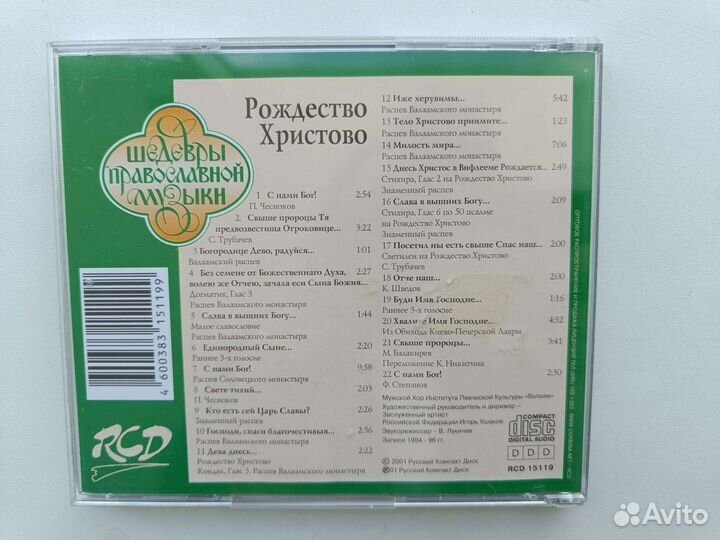 ШЕДЕВРЫ
ПРАВОСЛАВНОЙ
МУЗЫКИ
Рождество
Христово
1 С нами Бог! 2:54
П. Чесноков
2. Свыше пророцы Тя
предвозвестиша Отроковице... 3:22
С. Трубачев
3 Богородице Дево, радуйся... 1:01
Валаамский распев
4 Без семене от Божественнаго Духа, 2:27
волею же Отчею, зачала еси Сына Божия...
Догматик, Глас 3
Распев Валаамского монастыря
5 Слава в вышних Богу... 1:44
Малое славословие
Распев Валаамского монастыря
6 Единородный Сыне... 2:20
Раннее 3-х голосие
7 С нами Бог! 9:58
Распев Соловецкого монастыря
8 Свете тихий... 2:03
П. Чесноков
9 Кто есть сей Царь Славы? 2:26
Знаменный распев
10 Господи, спаси благочестивыя... 2:56
Распев Валаамского монастыря
11 Дева днесь... 2:22
Рождество Христово
Кондак, Глас 3, Распев Валаамского монастыря
12 Иже херувимы... 5:42
Распев Валаамского монастыря
13 Тело Христово приимите... 1:23
Распев Валаамского монастыря
14 Милость мира... 7:06
Распев Валаамского монастыря
15 Днесь Христос в Вифлееме Рождается... 2:49
Стихира, Глас 2 на Рождество Христово
Знаменный распев
16 Слава в вышних Богу... 2:09
Стихира, Глас 6 по 50 псалме
на Рождество Христово
Знаменный распев
17 Посетил ны есть свыше Спас наш... 2:00
Светилен на Рождество Христово
С. Трубачев
18 Отче наш... 2:00
К. Шведов
19 Буди Имя Господне... 1:16
Раннее 3-х голосие
20 Хвалите Имя Господне... 4:32
Из Обихода Киево-Печерской Лавры
21 Свыше пророцы... 3:41
М. Балакирев
Переложение К. Никитина
22 С нами Бог! 2:30
Ф. Степанов
Мужской Хор Института Певческой Культуры «Валаам»
Художественный руководитель и дирижер -
Заслуженный артист
Российской Федерации Игорь Ушаков
Звукорежиссер - В. Лукичев
Записи 1994 - 96 гг.
© 2001 Русский Компакт Диск
℗ 01 Русский Компакт Диск
COMPACT
disc
DIGITAL AUDIO
D D D
RCD 15119
4 600383 151199
RCD
ОПТОВОЕ РАСПРОСТРАНЕНИЕ И ПРОДАЖА ЛИЦЕНЗИЙ
Avito